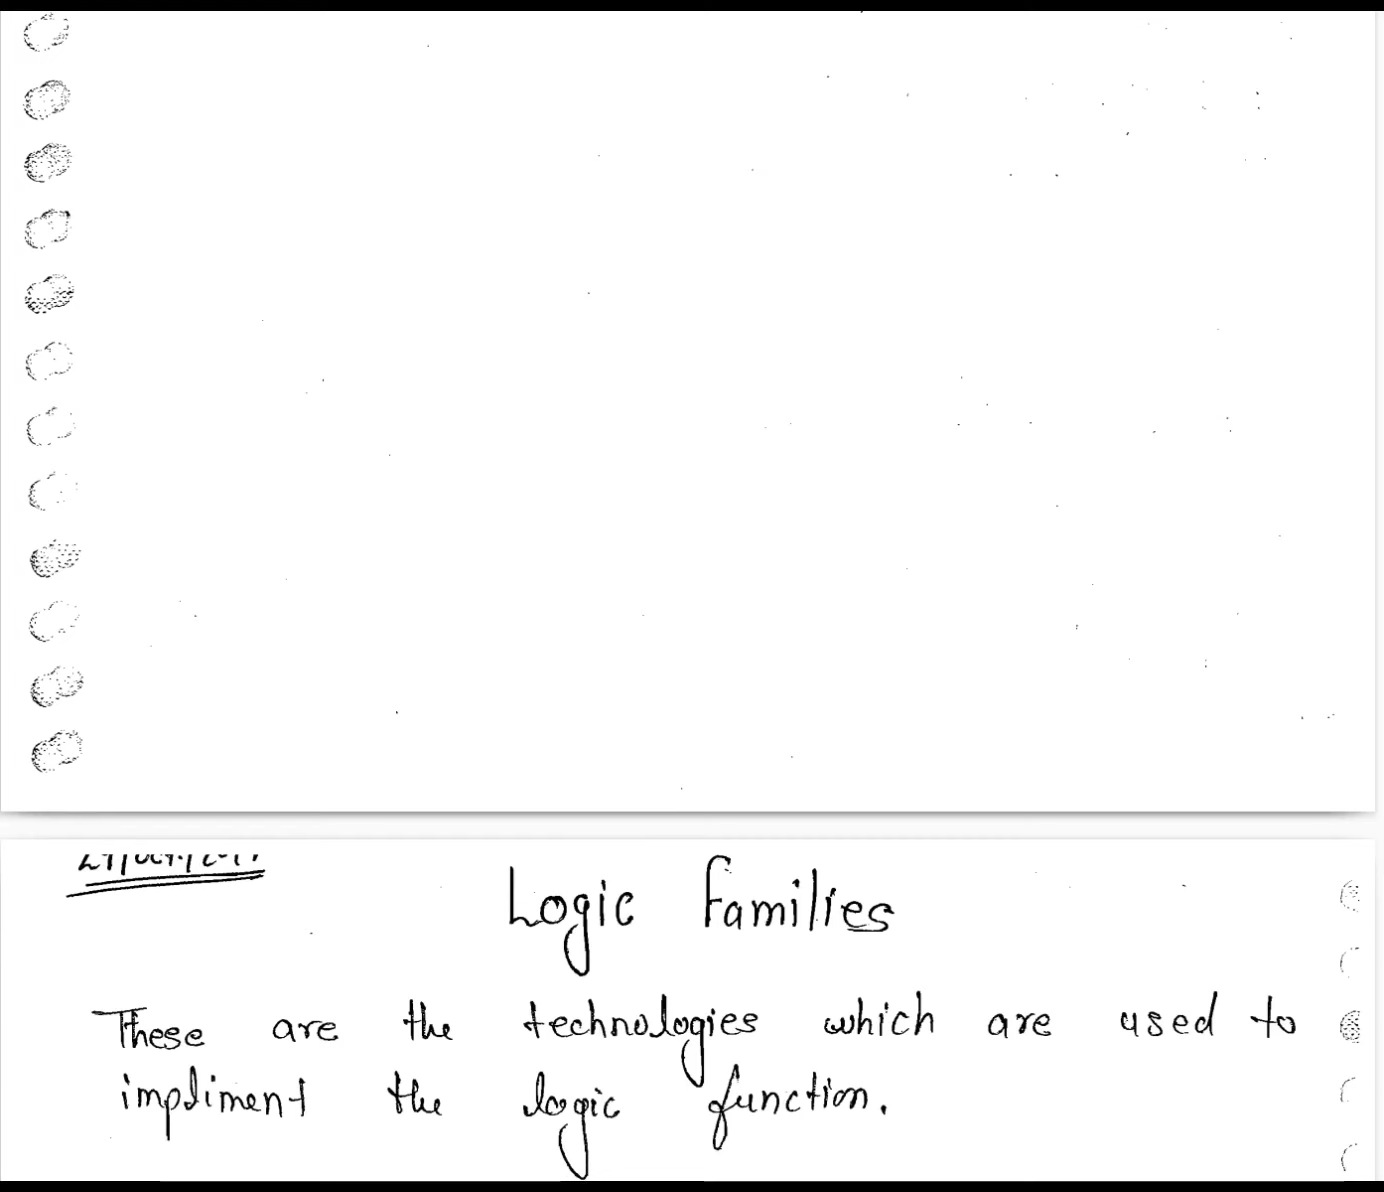 Logic Families
These are the technologies which are used to
impliment the logic function.